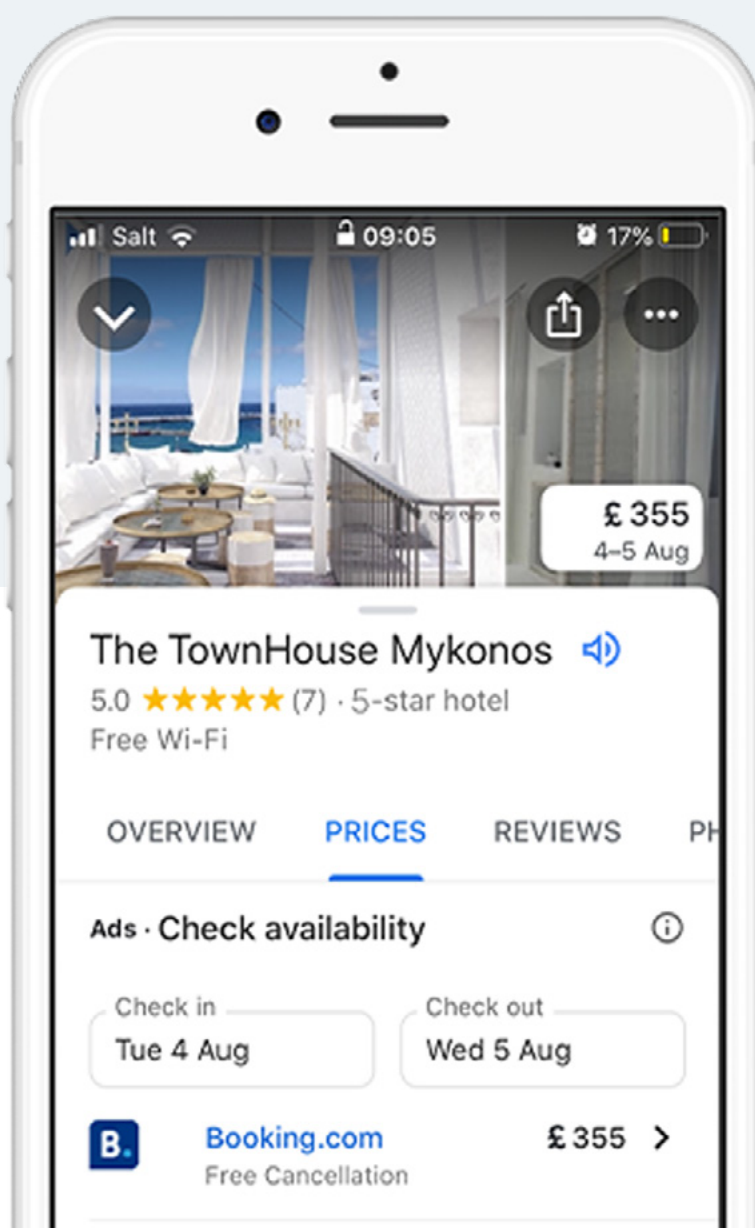 Salt 09:05 17%
£ 355
4–5 Aug
The TownHouse Mykonos
5.0 (7) · 5-star hotel
Free Wi-Fi
OVERVIEW PRICES REVIEWS PH
Ads · Check availability
Check in Check out
Tue 4 Aug Wed 5 Aug
B. Booking.com £ 355
Free Cancellation